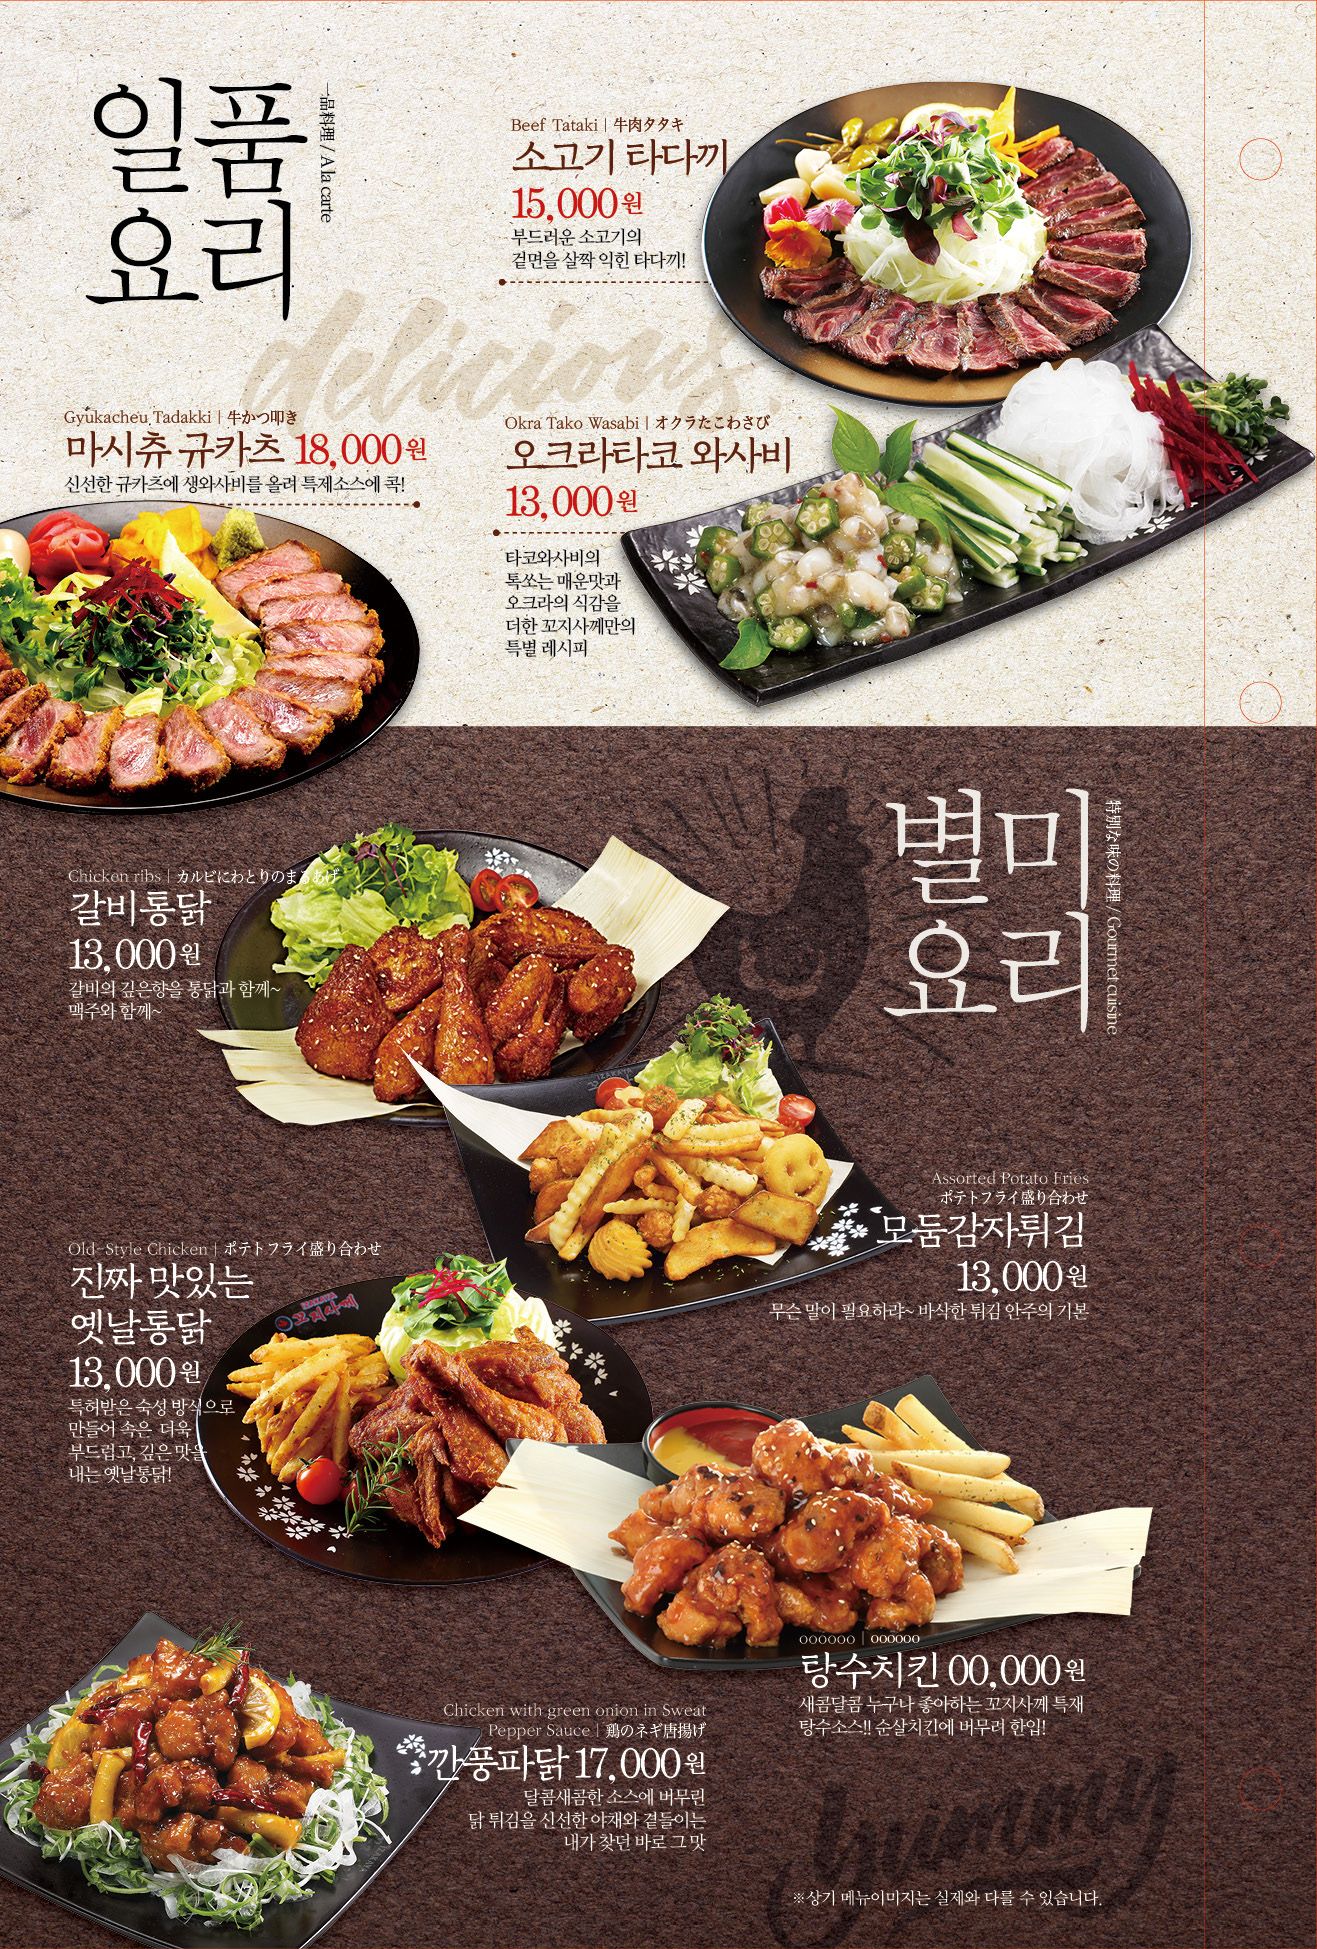 일품
요리
一品料理 / A la carte
Beef Tataki | 牛肉タタキ
소고기 타다끼
15,000원
부드러운 소고기의
겉면을 살짝 익힌 타다끼!
delicious.
Gyukacheu Tadakki | 牛かつ叩き
마시츄 규카츠 18,000원
신선한 규카츠에 생와사비를 올려 특제소스에 콕!
Okra Tako Wasabi | オクラたこわさび
오크라타코 와사비
13,000원
타코와사비의
톡쏘는 매운맛과
오크라의 식감을
더한 꼬지사께만의
특별 레시피
별미
요리
特別な味の料理 / Gourmet cuisine
Chicken ribs | カルビにわとりのまるあげ
갈비통닭
13,000원
갈비의 깊은향을 통닭과 함께~
맥주와 함께~
IZAKAYA
Assorted Potato Fries
ポテトフライ盛り合わせ
모둠감자튀김
13,000원
무슨 말이 필요하랴~ 바삭한 튀김 안주의 기본
Old-Style Chicken | ポテトフライ盛り合わせ
진짜 맛있는
옛날통닭
13,000원
특허받은 숙성 방식으로
만들어 속은 더욱
부드럽고, 깊은 맛을
내는 옛날통닭!
IZAKAYA
꼬지사께
oooooo | oooooo
탕수치킨 00,000원
새콤달콤 누구나 좋아하는 꼬지사께 특재
탕수소스!! 순살치킨에 버무려 한입!
Chicken with green onion in Sweat
Pepper Sauce | 鶏のネギ唐揚げ
깐풍파닭 17,000원
달콤새콤한 소스에 버무린
닭 튀김을 신선한 야채와 곁들이는
내가 찾던 바로 그 맛
yummy
※상기 메뉴이미지는 실제와 다를 수 있습니다.